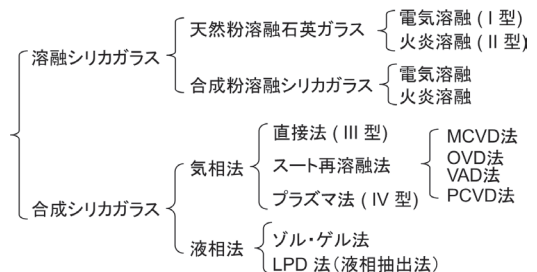 溶融シリカガラス
天然粉溶融石英ガラス
電気溶融 ( I 型)
火炎溶融 ( II 型)
合成粉溶融シリカガラス
電気溶融
火炎溶融
合成シリカガラス
気相法
直接法 ( III 型)
スート再溶融法
MCVD法
OVD法
VAD法
PCVD法
プラズマ法 ( IV 型)
液相法
ゾル・ゲル法
LPD 法(液相抽出法)